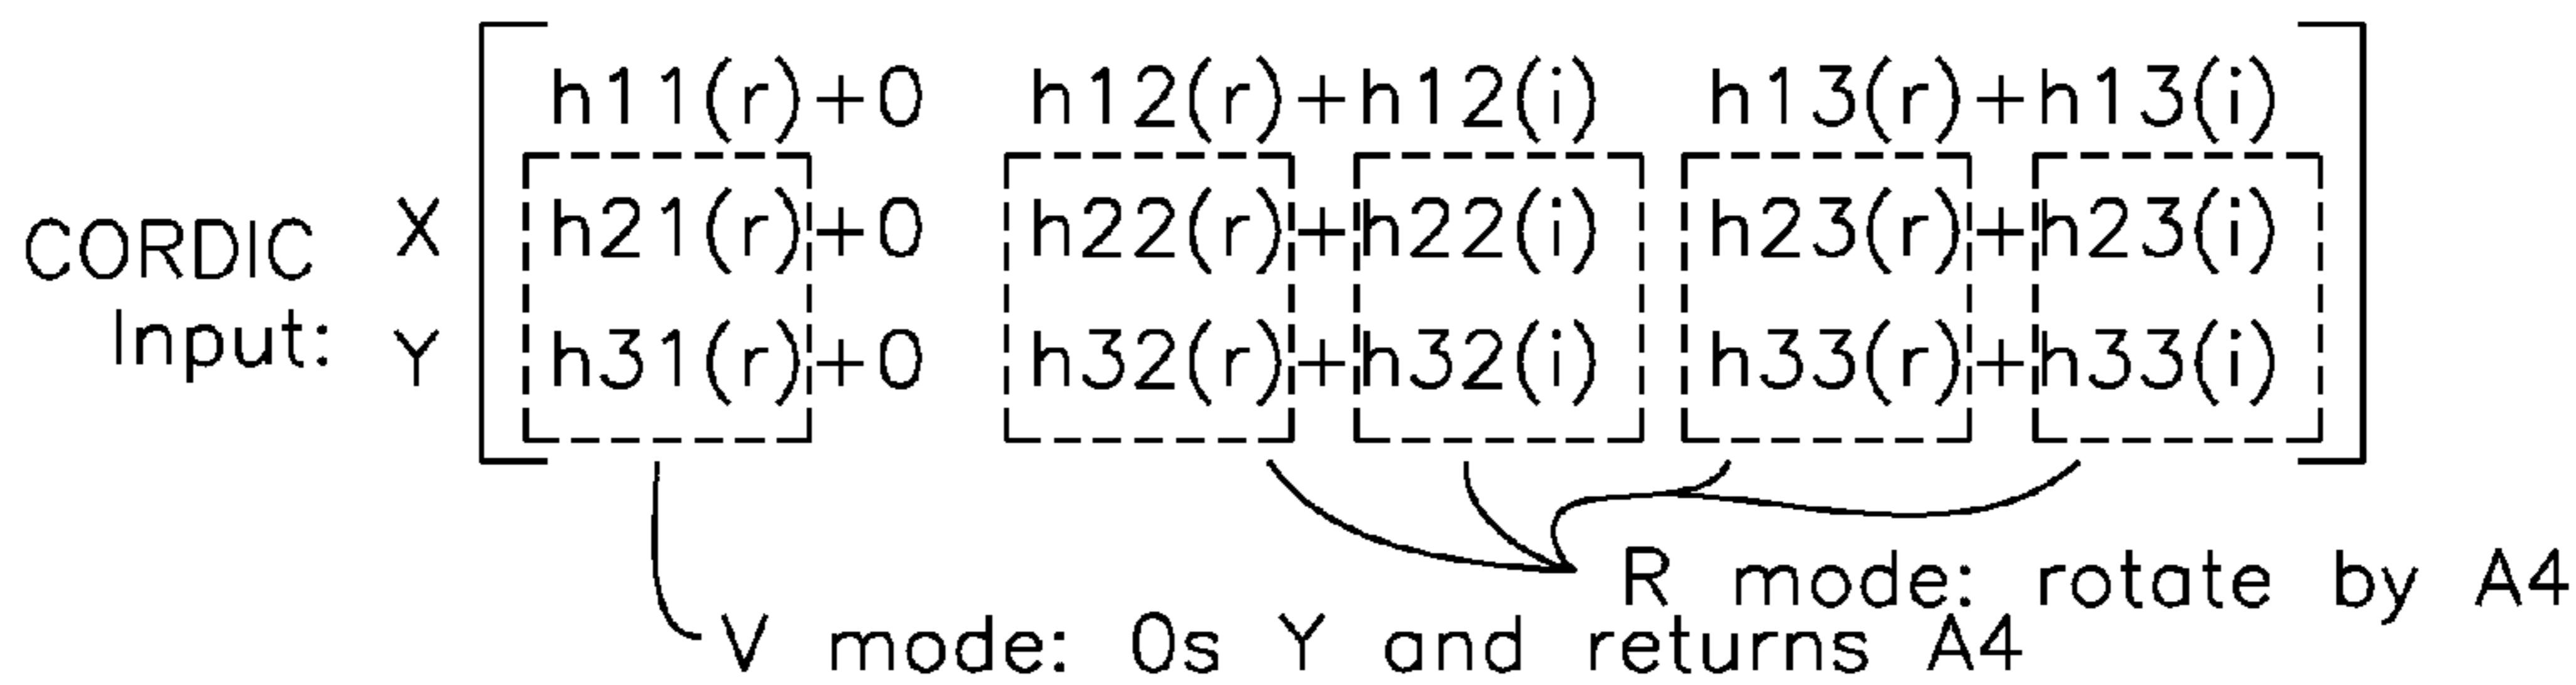 h11(r)+0 h12(r)+h12(i) h13(r)+h13(i)
CORDIC X h21(r)+0 h22(r)+h22(i) h23(r)+h23(i)
Input: Y h31(r)+0 h32(r)+h32(i) h33(r)+h33(i)
R mode: rotate by A4
V mode: 0s Y and returns A4